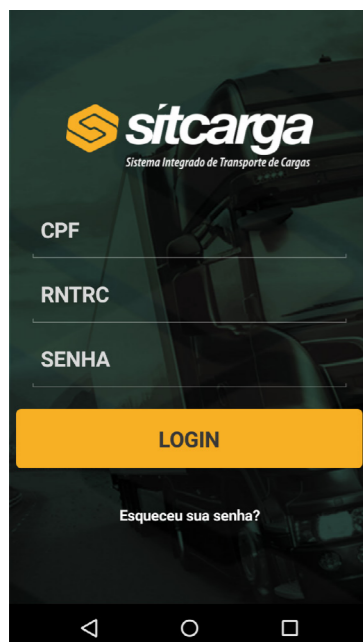 sitcarga
Sistema Integrado de Transporte de Cargas
CPF
RNTRC
SENHA
LOGIN
Esqueceu sua senha?